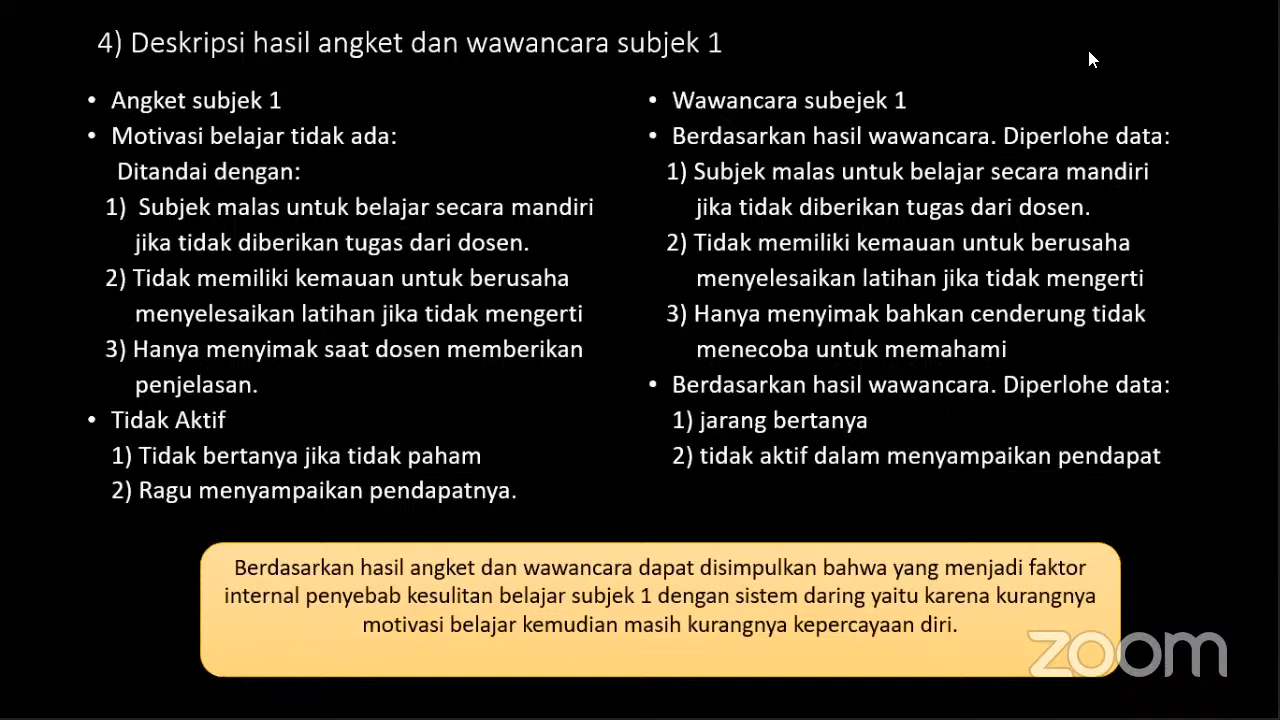 4) Deskripsi hasil angket dan wawancara subjek 1
• Angket subjek 1
• Motivasi belajar tidak ada:
Ditandai dengan:
1) Subjek malas untuk belajar secara mandiri
jika tidak diberikan tugas dari dosen.
2) Tidak memiliki kemauan untuk berusaha
menyelesaikan latihan jika tidak mengerti
3) Hanya menyimak saat dosen memberikan
penjelasan.
• Tidak Aktif
1) Tidak bertanya jika tidak paham
2) Ragu menyampaikan pendapatnya.
• Wawancara subejek 1
• Berdasarkan hasil wawancara. Diperlohe data:
1) Subjek malas untuk belajar secara mandiri
jika tidak diberikan tugas dari dosen.
2) Tidak memiliki kemauan untuk berusaha
menyelesaikan latihan jika tidak mengerti
3) Hanya menyimak bahkan cenderung tidak
menecoba untuk memahami
• Berdasarkan hasil wawancara. Diperlohe data:
1) jarang bertanya
2) tidak aktif dalam menyampaikan pendapat
Berdasarkan hasil angket dan wawancara dapat disimpulkan bahwa yang menjadi faktor
internal penyebab kesulitan belajar subjek 1 dengan sistem daring yaitu karena kurangnya
motivasi belajar kemudian masih kurangnya kepercayaan diri.
zoom